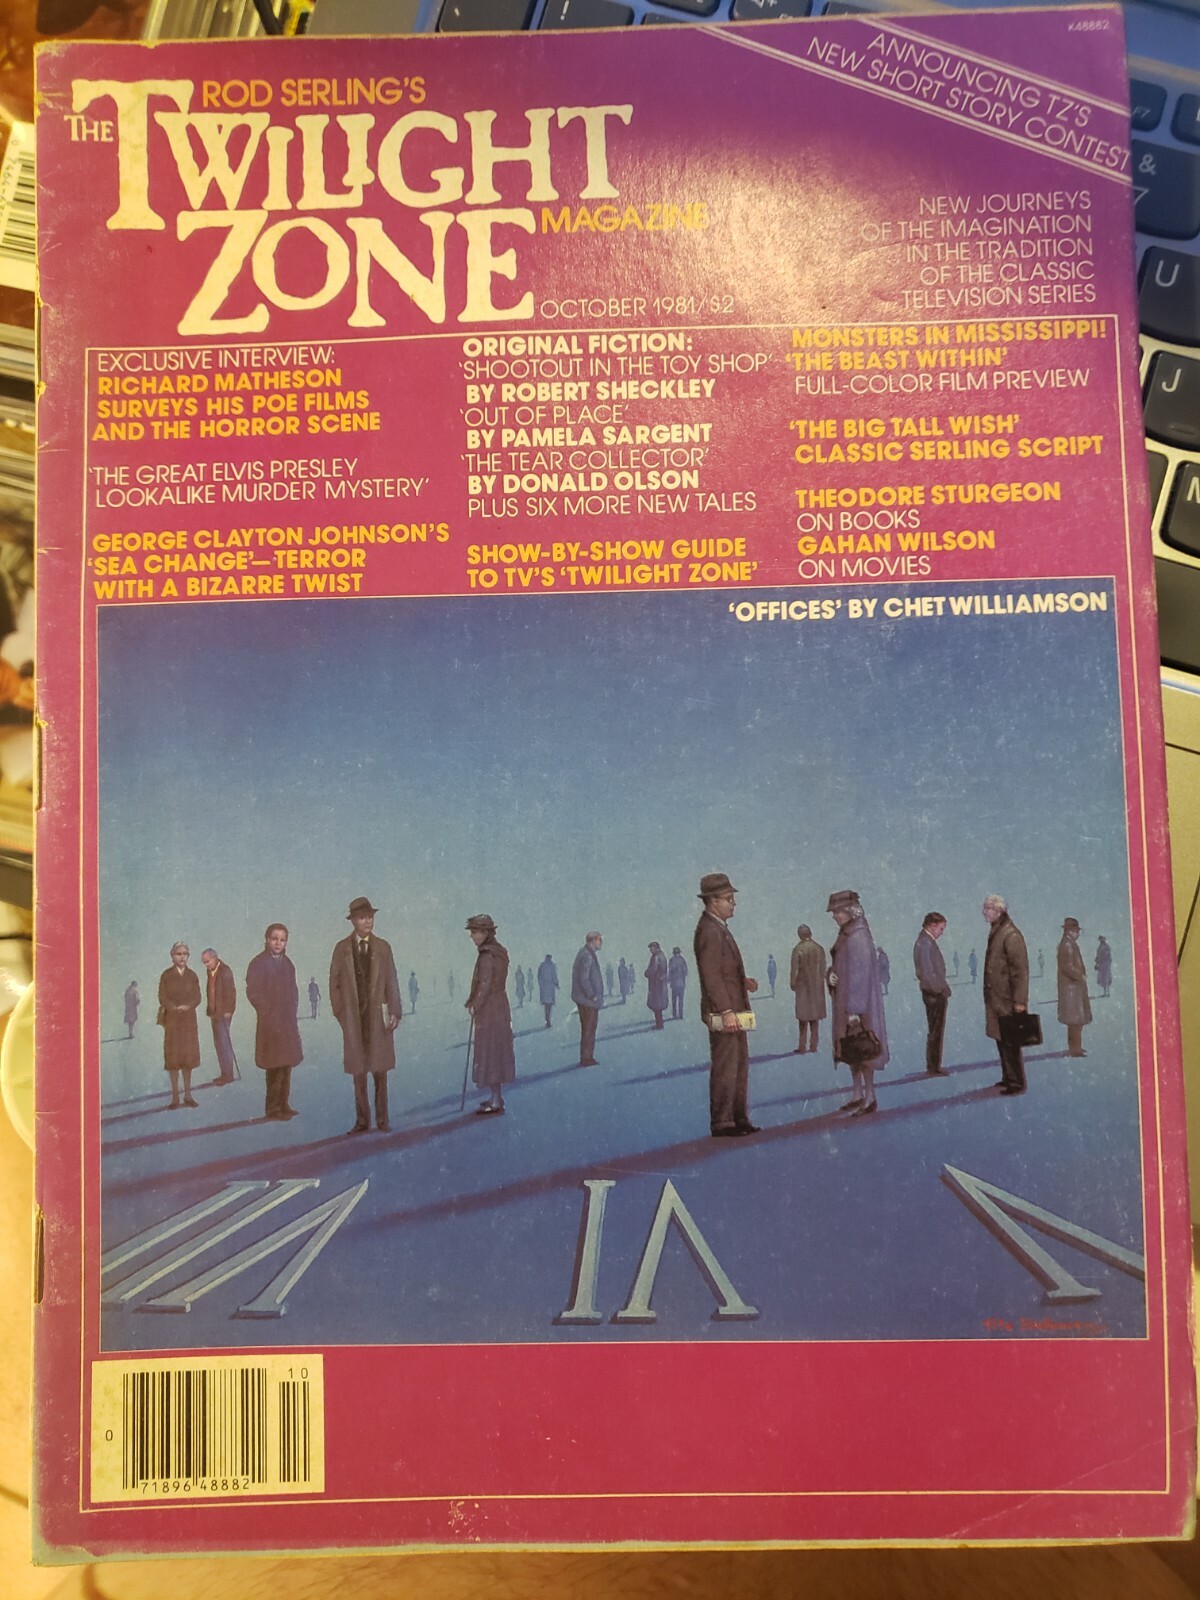 K48882
ANNOUNCING TZ'S
NEW SHORT STORY CONTEST
ROD SERLING'S
THE TWILIGHT
ZONE
MAGAZINE
OCTOBER 1981/$2
NEW JOURNEYS
OF THE IMAGINATION
IN THE TRADITION
OF THE CLASSIC
TELEVISION SERIES
EXCLUSIVE INTERVIEW:
RICHARD MATHESON
SURVEYS HIS POE FILMS
AND THE HORROR SCENE
'THE GREAT ELVIS PRESLEY
LOOKALIKE MURDER MYSTERY'
GEORGE CLAYTON JOHNSON'S
'SEA CHANGE'—TERROR
WITH A BIZARRE TWIST
ORIGINAL FICTION:
'SHOOTOUT IN THE TOY SHOP'
BY ROBERT SHECKLEY
'OUT OF PLACE'
BY PAMELA SARGENT
'THE TEAR COLLECTOR'
BY DONALD OLSON
PLUS SIX MORE NEW TALES
SHOW-BY-SHOW GUIDE
TO TV'S 'TWILIGHT ZONE'
MONSTERS IN MISSISSIPPI!
'THE BEAST WITHIN'
FULL-COLOR FILM PREVIEW
'THE BIG TALL WISH'
CLASSIC SERLING SCRIPT
THEODORE STURGEON
ON BOOKS
GAHAN WILSON
ON MOVIES
'OFFICES' BY CHET WILLIAMSON
IV
10
0
71896 48882
F7
&
7
U
J
M
!